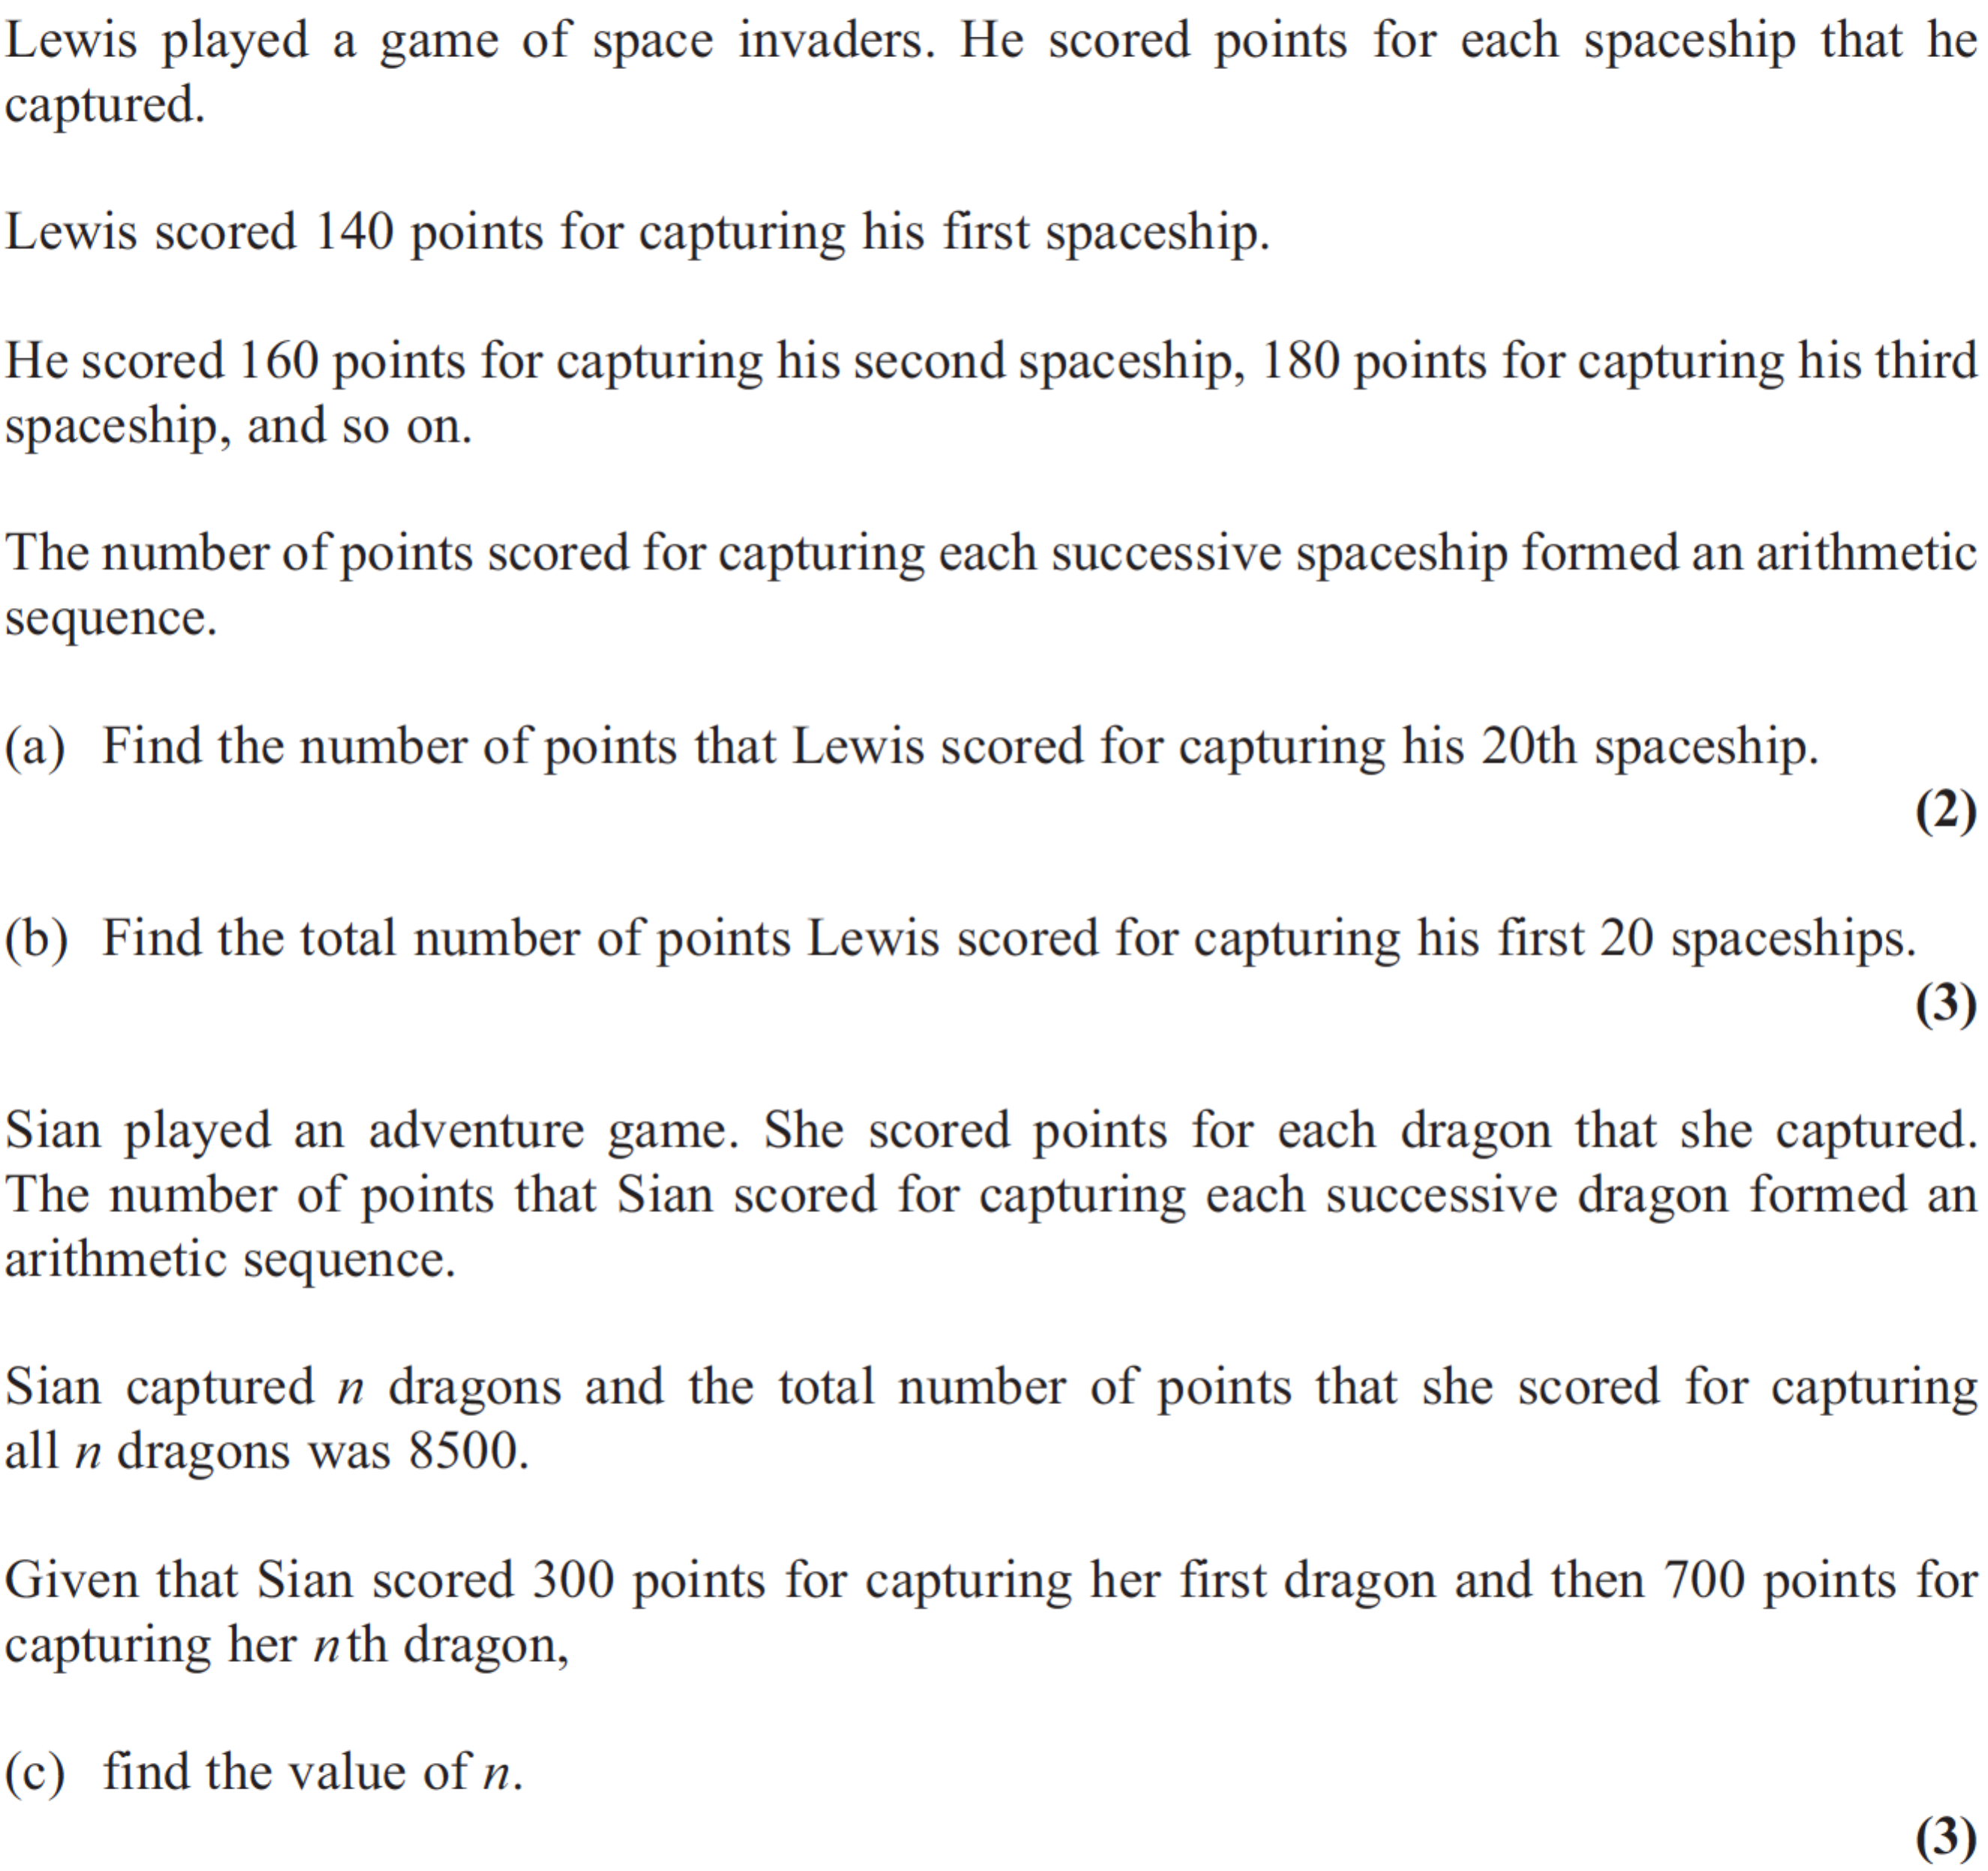 Lewis played a game of space invaders. He scored points for each spaceship that he
captured.
Lewis scored 140 points for capturing his first spaceship.
He scored 160 points for capturing his second spaceship, 180 points for capturing his third
spaceship, and so on.
The number of points scored for capturing each successive spaceship formed an arithmetic
sequence.
(a) Find the number of points that Lewis scored for capturing his 20th spaceship.
(2)
(b) Find the total number of points Lewis scored for capturing his first 20 spaceships.
(3)
Sian played an adventure game. She scored points for each dragon that she captured.
The number of points that Sian scored for capturing each successive dragon formed an
arithmetic sequence.
Sian captured n dragons and the total number of points that she scored for capturing
all n dragons was 8500.
Given that Sian scored 300 points for capturing her first dragon and then 700 points for
capturing her nth dragon,
(c) find the value of n.
(3)